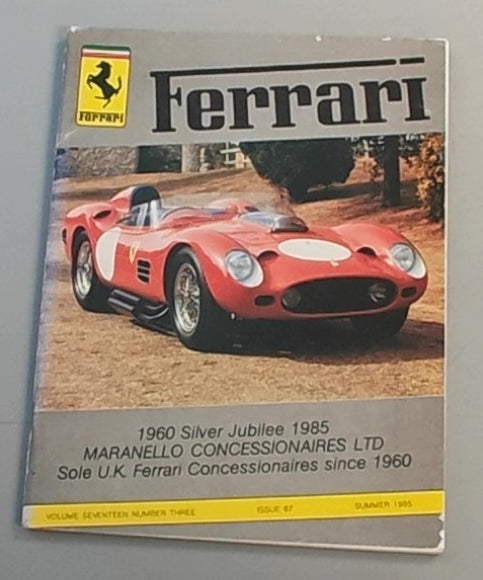 Ferrari
Ferrari
1960 Silver Jubilee 1985
MARANELLO CONCESSIONAIRES LTD
Sole U.K. Ferrari Concessionaires since 1960
VOLUME SEVENTEEN NUMBER THREE ISSUE 67 SUMMER 1985